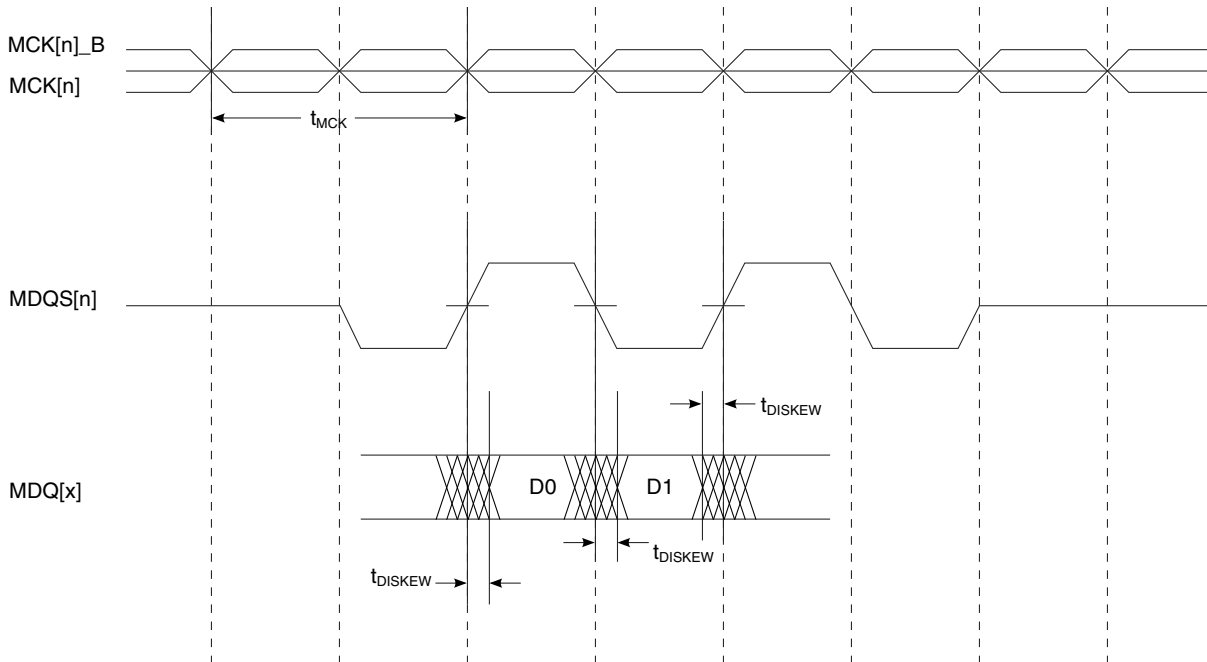 MCK[n]_B
MCK[n]
tMCK
MDQS[n]
tDISKEW
MDQ[x]
D0
D1
tDISKEW
tDISKEW